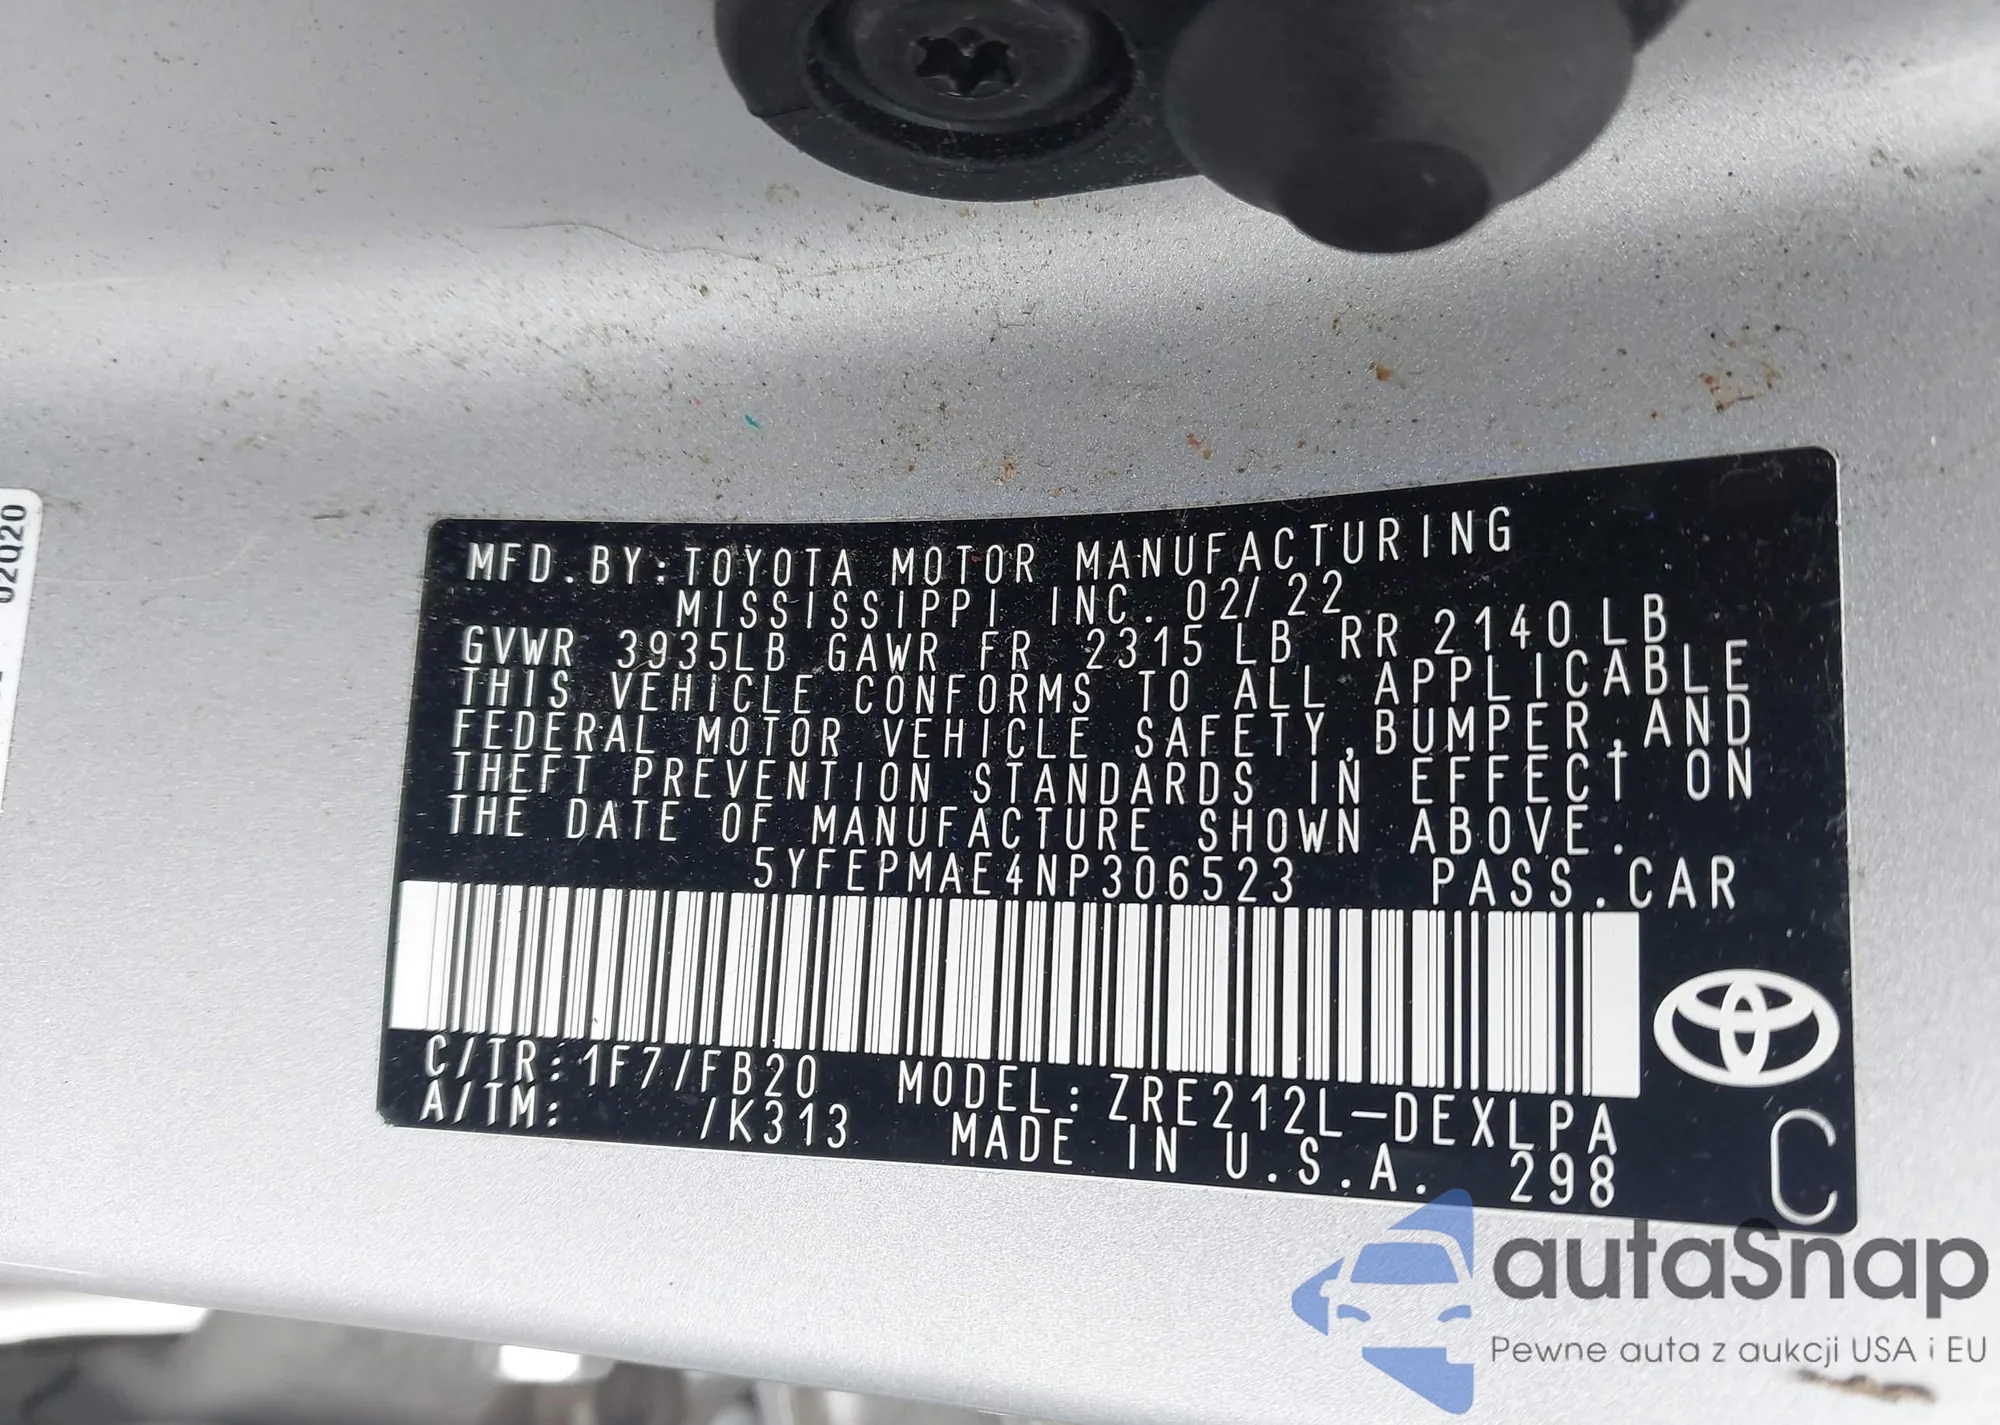 02Q20
MFD.BY:TOYOTA MOTOR MANUFACTURING
MISSISSIPPI INC. 02/22
GVWR 3935LB GAWR FR 2315 LB RR 2140 LB
THIS VEHICLE CONFORMS TO ALL APPLICABLE
FEDERAL MOTOR VEHICLE SAFETY,BUMPER,AND
THEFT PREVENTION STANDARDS IN EFFECT ON
THE DATE OF MANUFACTURE SHOWN ABOVE.
5YFEPMAE4NP306523 PASS.CAR
C/TR:1F7/FB20 MODEL:ZRE212L-DEXLPA
A/TM: /K313 MADE IN U.S.A. 298
C
autaSnap
Pewne auta z aukcji USA i EU